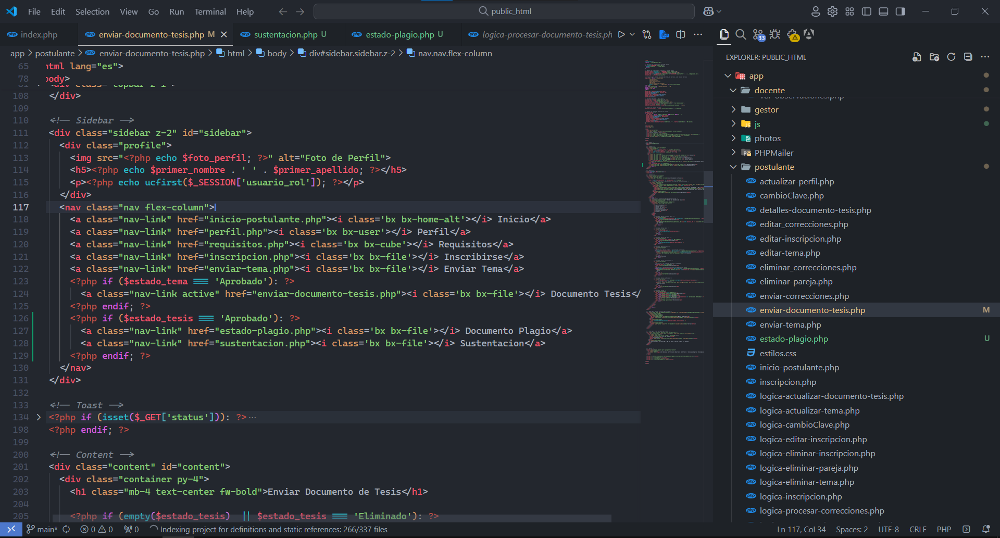 File Edit Selection View Go Run Terminal Help
public_html
index.php
enviar-documento-tesis.php M
sustentacion.php U
estado-plagio.php U
logica-procesar-documento-tesis.ph
app > postulante > enviar-documento-tesis.php > html > body > div#sidebar.sidebar.z-2 > nav.nav.flex-column
65 html lang="es">
78 body>
108 </div>
109
110 <!-- Sidebar -->
111 <div class="sidebar z-2" id="sidebar">
112 <div class="profile">
113 <img src="<?php echo $foto_perfil; ?>" alt="Foto de Perfil">
114 <h5><?php echo $primer_nombre . ' ' . $primer_apellido; ?></h5>
115 <p><?php echo ucfirst($_SESSION['usuario_rol']); ?></p>
116 </div>
117 <nav class="nav flex-column">
118 <a class="nav-link" href="inicio-postulante.php"><i class='bx bx-home-alt'></i> Inicio</a>
119 <a class="nav-link" href="perfil.php"><i class='bx bx-user'></i> Perfil</a>
120 <a class="nav-link" href="requisitos.php"><i class='bx bx-cube'></i> Requisitos</a>
121 <a class="nav-link" href="inscripcion.php"><i class='bx bx-file'></i> Inscribirse</a>
122 <a class="nav-link" href="enviar-tema.php"><i class='bx bx-file'></i> Enviar Tema</a>
123 <?php if ($estado_tema === 'Aprobado'): ?>
124 <a class="nav-link active" href="enviar-documento-tesis.php"><i class='bx bx-file'></i> Documento Tesis</
125 <?php endif; ?>
126 <?php if ($estado_tesis === 'Aprobado'): ?>
127 <a class="nav-link" href="estado-plagio.php"><i class='bx bx-file'></i> Documento Plagio</a>
128 <a class="nav-link" href="sustentacion.php"><i class='bx bx-file'></i> Sustentacion</a>
129 <?php endif; ?>
130 </nav>
131 </div>
132
133 <!-- Toast -->
134 <?php if (isset($_GET['status'])): ?>...
198 <?php endif; ?>
199
200 <!-- Content -->
201 <div class="content" id="content">
202 <div class="container py-4">
203 <h1 class="mb-4 text-center fw-bold">Enviar Documento de Tesis</h1>
204
205 <?php if (empty($estado_tesis) || $estado_tesis === 'Eliminado'): ?>
33
EXPLORER: PUBLIC_HTML
app
docente
ver-observaciones.php
gestor
js
photos
PHPMailer
postulante
actualizar-perfil.php
cambioClave.php
detalles-documento-tesis.php
editar_correcciones.php
editar-inscripcion.php
editar-tema.php
eliminar_correcciones.php
eliminar-pareja.php
enviar-correcciones.php
enviar-documento-tesis.php M
enviar-tema.php
estado-plagio.php U
estilos.css
inicio-postulante.php
inscripcion.php
logica-actualizar-documento-tesis.php
logica-actualizar-tema.php
logica-cambioClave.php
logica-editar-inscripcion.php
logica-eliminar-inscripcion.php
logica-eliminar-pareja.php
logica-eliminar-tema.php
logica-inscripcion.php
logica-procesar-correcciones.php
main* 0 0 0 Indexing project for definitions and static references: 266/337 files
Ln 117, Col 34 Spaces: 2 UTF-8 CRLF PHP